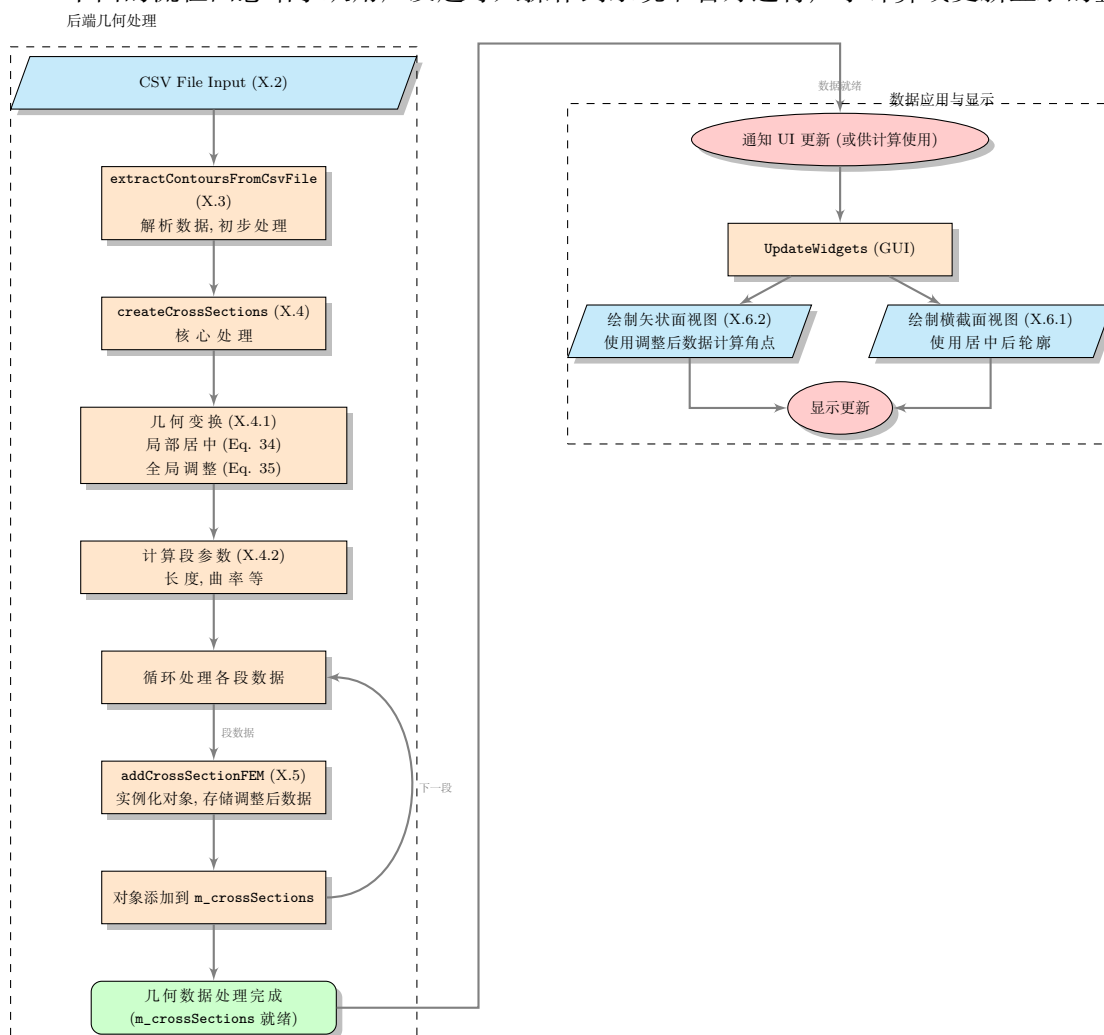 后端几何处理
CSV File Input (X.2)
extractContoursFromCsvFile
(X.3)
解析数据, 初步处理
createCrossSections (X.4)
核心处理
几何变换 (X.4.1)
局部居中 (Eq. 34)
全局调整 (Eq. 35)
计算段参数 (X.4.2)
长度, 曲率等
循环处理各段数据
段数据
addCrossSectionFEM (X.5)
实例化对象, 存储调整后数据
下一段
对象添加到 m_crossSections
几何数据处理完成
(m_crossSections 就绪)
数据就绪
数据应用与显示
通知 UI 更新 (或供计算使用)
UpdateWidgets (GUI)
绘制矢状面视图 (X.6.2)
使用调整后数据计算角点
绘制横截面视图 (X.6.1)
使用居中后轮廓
显示更新